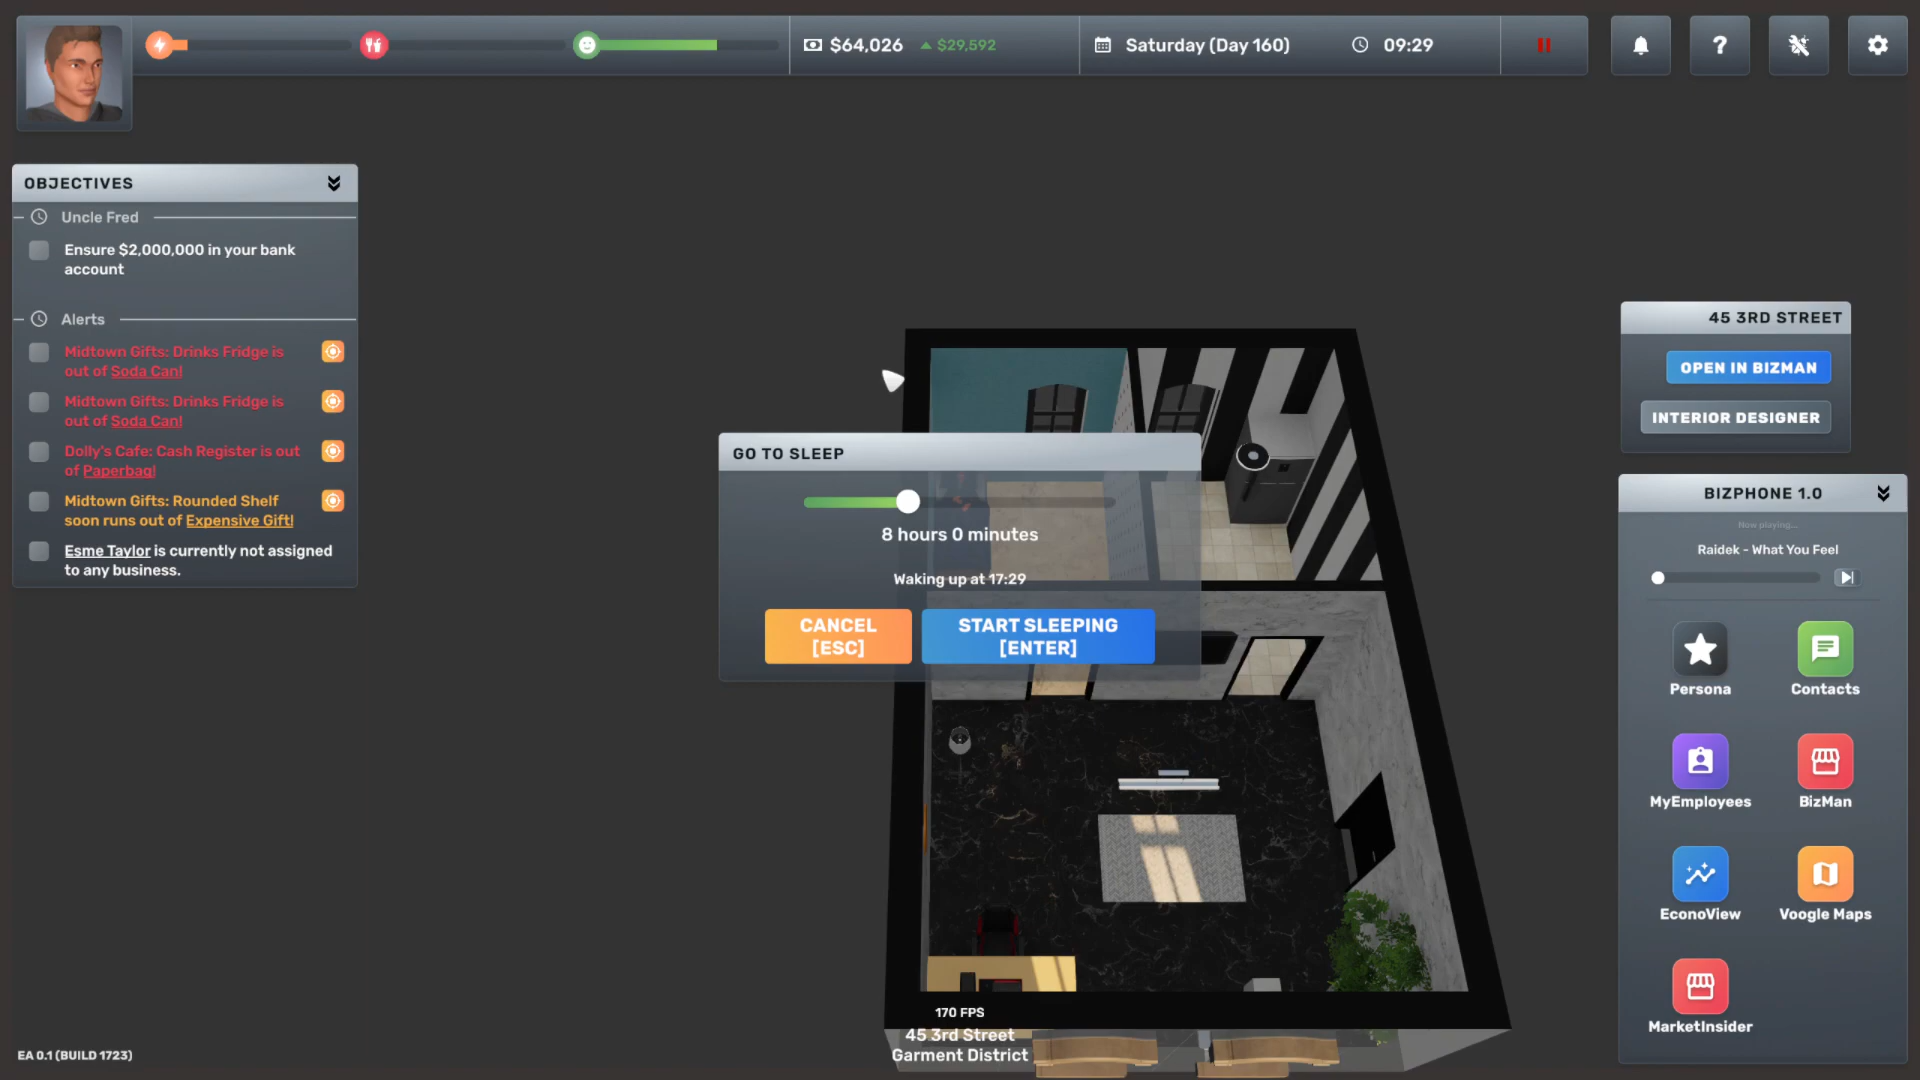 $64,026
$29,592
Saturday (Day 160)
09:29
?
OBJECTIVES
Uncle Fred
Ensure $2,000,000 in your bank
account
Alerts
Midtown Gifts: Drinks Fridge is
out of Soda Can!
Midtown Gifts: Drinks Fridge is
out of Soda Can!
Dolly's Cafe: Cash Register is out
of Paperbag!
Midtown Gifts: Rounded Shelf
soon runs out of Expensive Gift!
Esme Taylor is currently not assigned
to any business.
GO TO SLEEP
8 hours 0 minutes
Waking up at 17:29
CANCEL
[ESC]
START SLEEPING
[ENTER]
45 3RD STREET
OPEN IN BIZMAN
INTERIOR DESIGNER
BIZPHONE 1.0
Now playing...
Raidek - What You Feel
Persona
Contacts
MyEmployees
BizMan
EconoView
Voogle Maps
MarketInsider
170 FPS
45 3rd Street
Garment District
EA 0.1 (BUILD 1723)